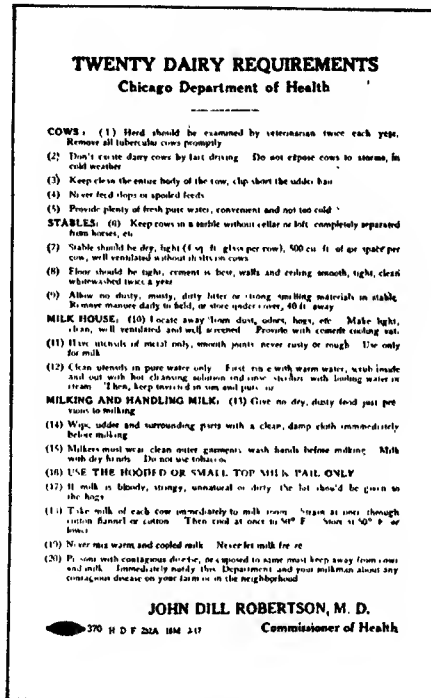 TWENTY DAIRY REQUIREMENTS
Chicago Department of Health
COWS: (1) Herd should be examined by veterinarian twice each year.
Remove all tubercular cows promptly
(2) Don't excite dairy cows by fast driving Do not expose cows to storms, in
cold weather
(3) Keep clean the entire body of the cow, clip short the udder hair
(4) Never feed slops or spoiled feeds
(5) Provide plenty of fresh pure water, convenient and not too cold
STABLES: (6) Keep cows in a stable without cellar or loft completely separated
from horses, etc
(7) Stable should be dry, light (4 sq ft glass per cow), 500 cu ft of air space per
cow, well ventilated without drafts on cows
(8) Floor should be tight, cement is best, walls and ceiling smooth, tight, clean
whitewashed twice a year
(9) Allow no dusty, musty, dirty litter or strong smelling materials in stable
Remove manure daily to field, or store under cover, 40 ft away
MILK HOUSE: (10) Locate away from dust, odors, hogs, etc Make light,
clean, well ventilated and well screened Provide with cement cooling vat.
(11) Have utensils of metal only, smooth joints never rusty or rough Use only
for milk
(12) Clean utensils in pure water only First rinse with warm water, scrub inside
and out with hot cleansing solution and rinse sterilize with boiling water or
steam Then, keep inverted in sun and pure air
MILKING AND HANDLING MILK: (13) Give no dry, dusty feed just pre
vious to milking
(14) Wipe udder and surrounding parts with a clean, damp cloth immediately
before milking
(15) Milkers must wear clean outer garments wash hands before milking Milk
with dry hands Do not use tobacco
(16) USE THE HOODED OR SMALL TOP MILK PAIL ONLY
(17) If milk is bloody, stringy, unnatural or dirty the lot should be given to
the hogs
(18) Take milk of each cow immediately to milk room Strain at once through
cotton flannel or cotton Then cool at once to 50° F Store at 50° F or
lower
(19) Never mix warm and cooled milk Never let milk freeze
(20) Persons with contagious disease, or exposed to same must keep away from cows
and milk Immediately notify this Department and your milkman about any
contagious disease on your farm or in the neighborhood
JOHN DILL ROBERTSON, M. D.
370 H D F 202A 18M 2-17 Commissioner of Health